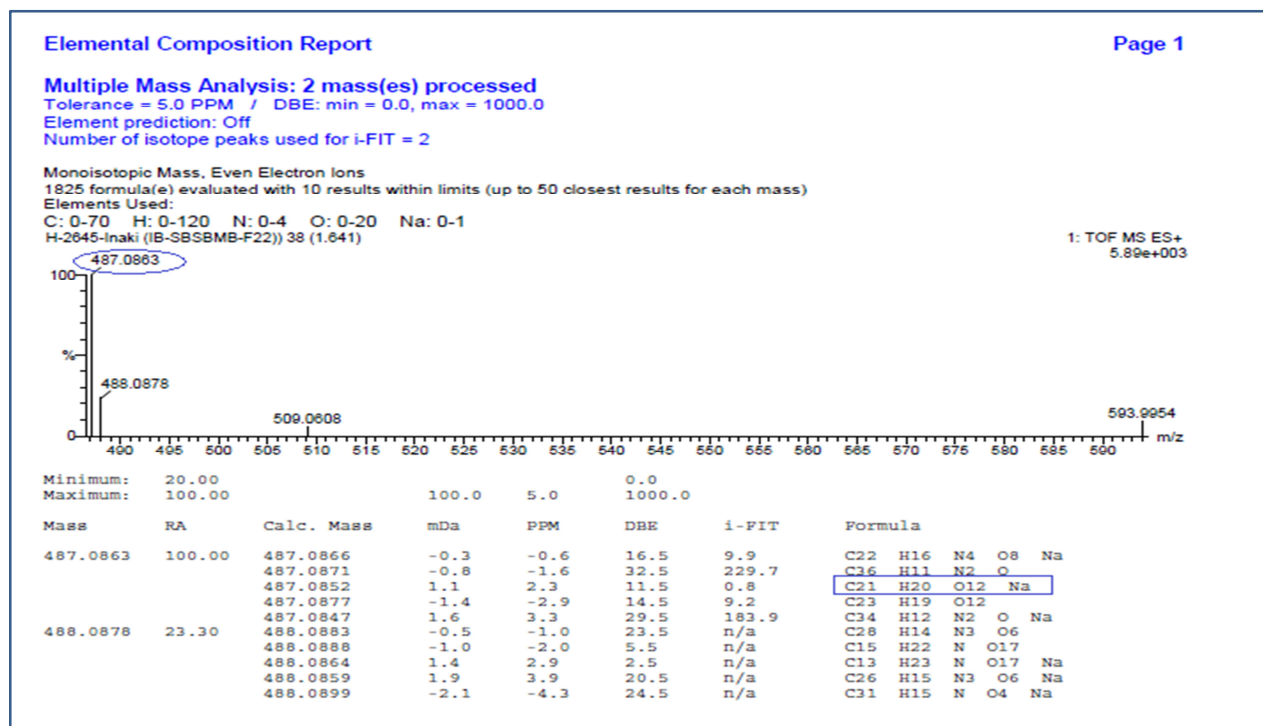 Elemental Composition Report Page 1
Multiple Mass Analysis: 2 mass(es) processed
Tolerance = 5.0 PPM / DBE: min = 0.0, max = 1000.0
Element prediction: Off
Number of isotope peaks used for i-FIT = 2
Monoisotopic Mass, Even Electron Ions
1825 formula(e) evaluated with 10 results within limits (up to 50 closest results for each mass)
Elements Used:
C: 0-70 H: 0-120 N: 0-4 O: 0-20 Na: 0-1
H-2645-Inaki (IB-SBSBMB-F22)) 38 (1.641) 1: TOF MS ES+
5.89e+003
487.0863
100
%
488.0878
509.0608
593.9954
0
490 495 500 505 510 515 520 525 530 535 540 545 550 555 560 565 570 575 580 585 590 m/z
Minimum: 20.00 0.0
Maximum: 100.00 100.0 5.0 1000.0
Mass RA Calc. Mass mDa PPM DBE i-FIT Formula
487.0863 100.00 487.0866 -0.3 -0.6 16.5 9.9 C22 H16 N4 O8 Na
487.0871 -0.8 -1.6 32.5 229.7 C36 H11 N2 O
487.0852 1.1 2.3 11.5 0.8 C21 H20 O12 Na
487.0877 -1.4 -2.9 14.5 9.2 C23 H19 O12
487.0847 1.6 3.3 29.5 183.9 C34 H12 N2 O Na
488.0878 23.30 488.0883 -0.5 -1.0 23.5 n/a C28 H14 N3 O6
488.0888 -1.0 -2.0 5.5 n/a C15 H22 N O17
488.0864 1.4 2.9 2.5 n/a C13 H23 N O17 Na
488.0859 1.9 3.9 20.5 n/a C26 H15 N3 O6 Na
488.0899 -2.1 -4.3 24.5 n/a C31 H15 N O4 Na